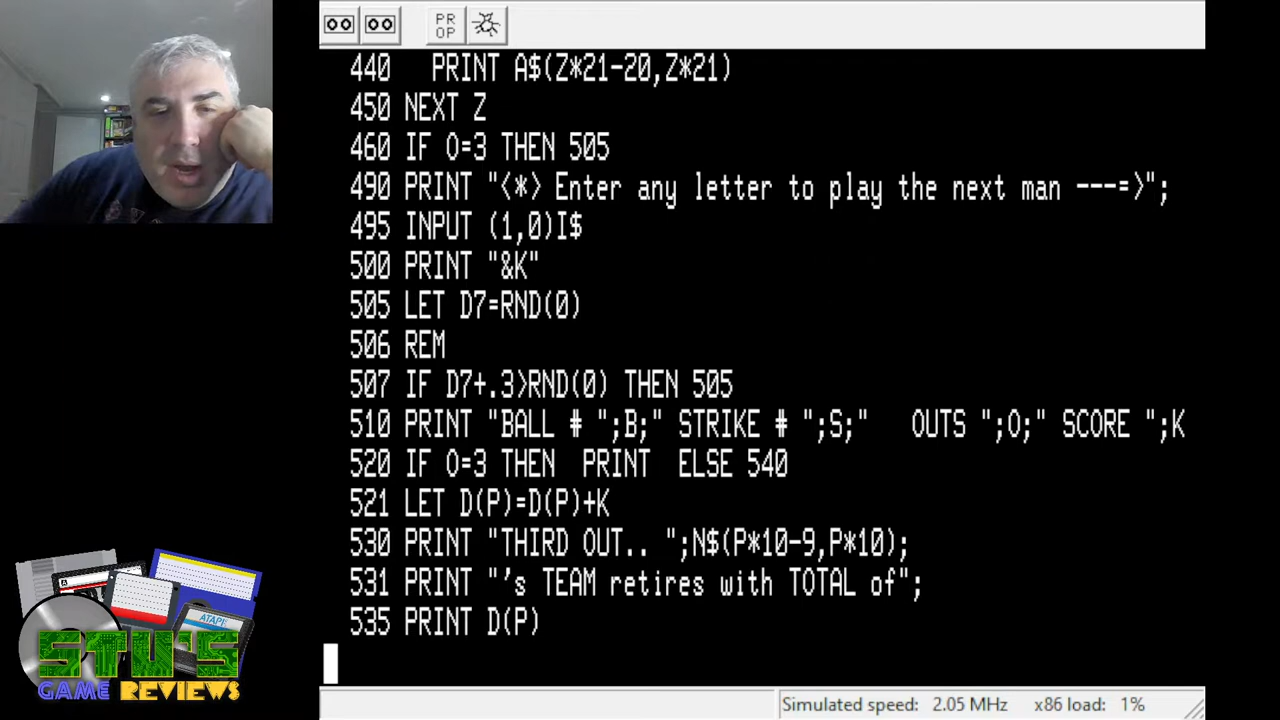 PR
OP
440   PRINT A$(Z*21-20,Z*21)
450 NEXT Z
460 IF O=3 THEN 505
490 PRINT "<*> Enter any letter to play the next man ---=>";
495 INPUT (1,0)I$
500 PRINT "&K"
505 LET D7=RND(0)
506 REM
507 IF D7+.3>RND(0) THEN 505
510 PRINT "BALL # ";B;" STRIKE # ";S;"   OUTS ";O;" SCORE ";K
520 IF O=3 THEN  PRINT  ELSE 540
521 LET D(P)=D(P)+K
530 PRINT "THIRD OUT.. ";N$(P*10-9,P*10);
531 PRINT "'s TEAM retires with TOTAL of";
535 PRINT D(P)
ATARI
STU'S
GAME REVIEWS
Simulated speed: 2.05 MHz
x86 load: 1%